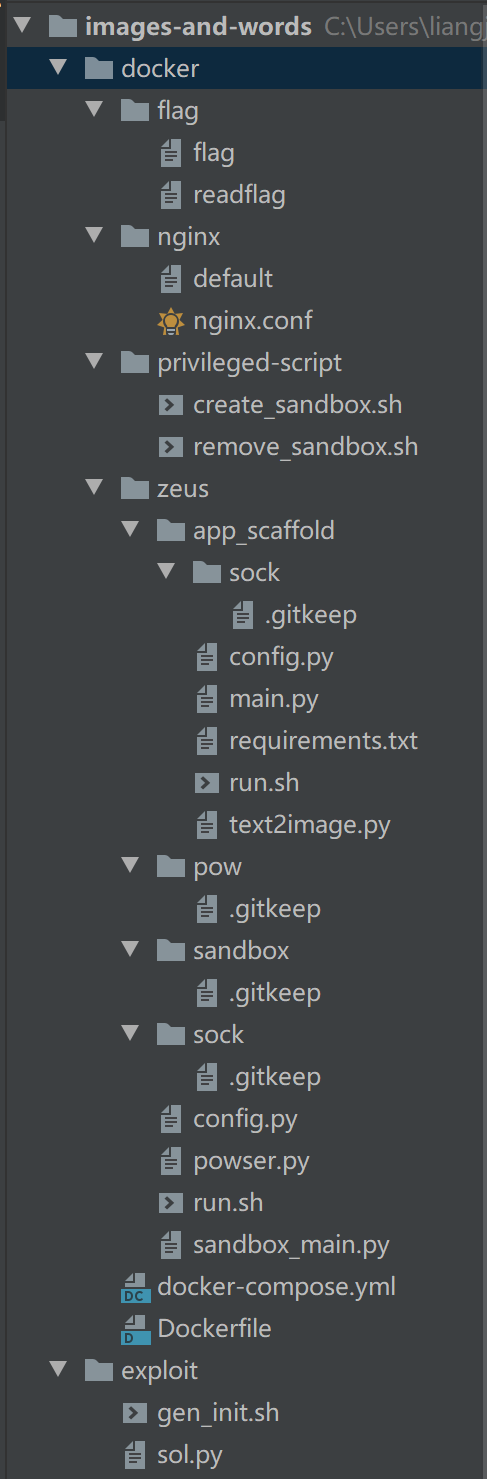 images-and-words C:\Users\liangj
docker
flag
flag
readflag
nginx
default
nginx.conf
privileged-script
create_sandbox.sh
remove_sandbox.sh
zeus
app_scaffold
sock
.gitkeep
config.py
main.py
requirements.txt
run.sh
text2image.py
pow
.gitkeep
sandbox
.gitkeep
sock
.gitkeep
config.py
powser.py
run.sh
sandbox_main.py
DC docker-compose.yml
D Dockerfile
exploit
gen_init.sh
sol.py